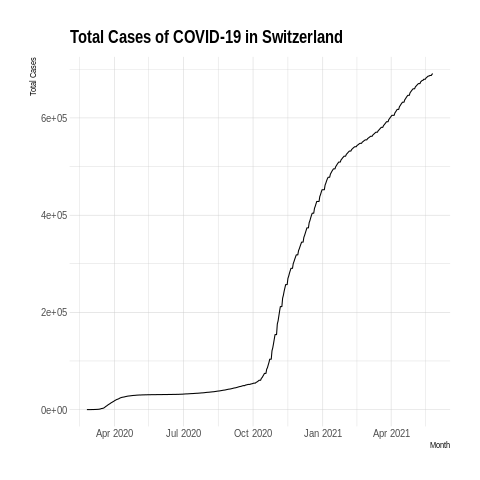 Total Cases of COVID-19 in Switzerland
Total Cases
6e+05
4e+05
2e+05
0e+00
Apr 2020 Jul 2020 Oct 2020 Jan 2021 Apr 2021
Month